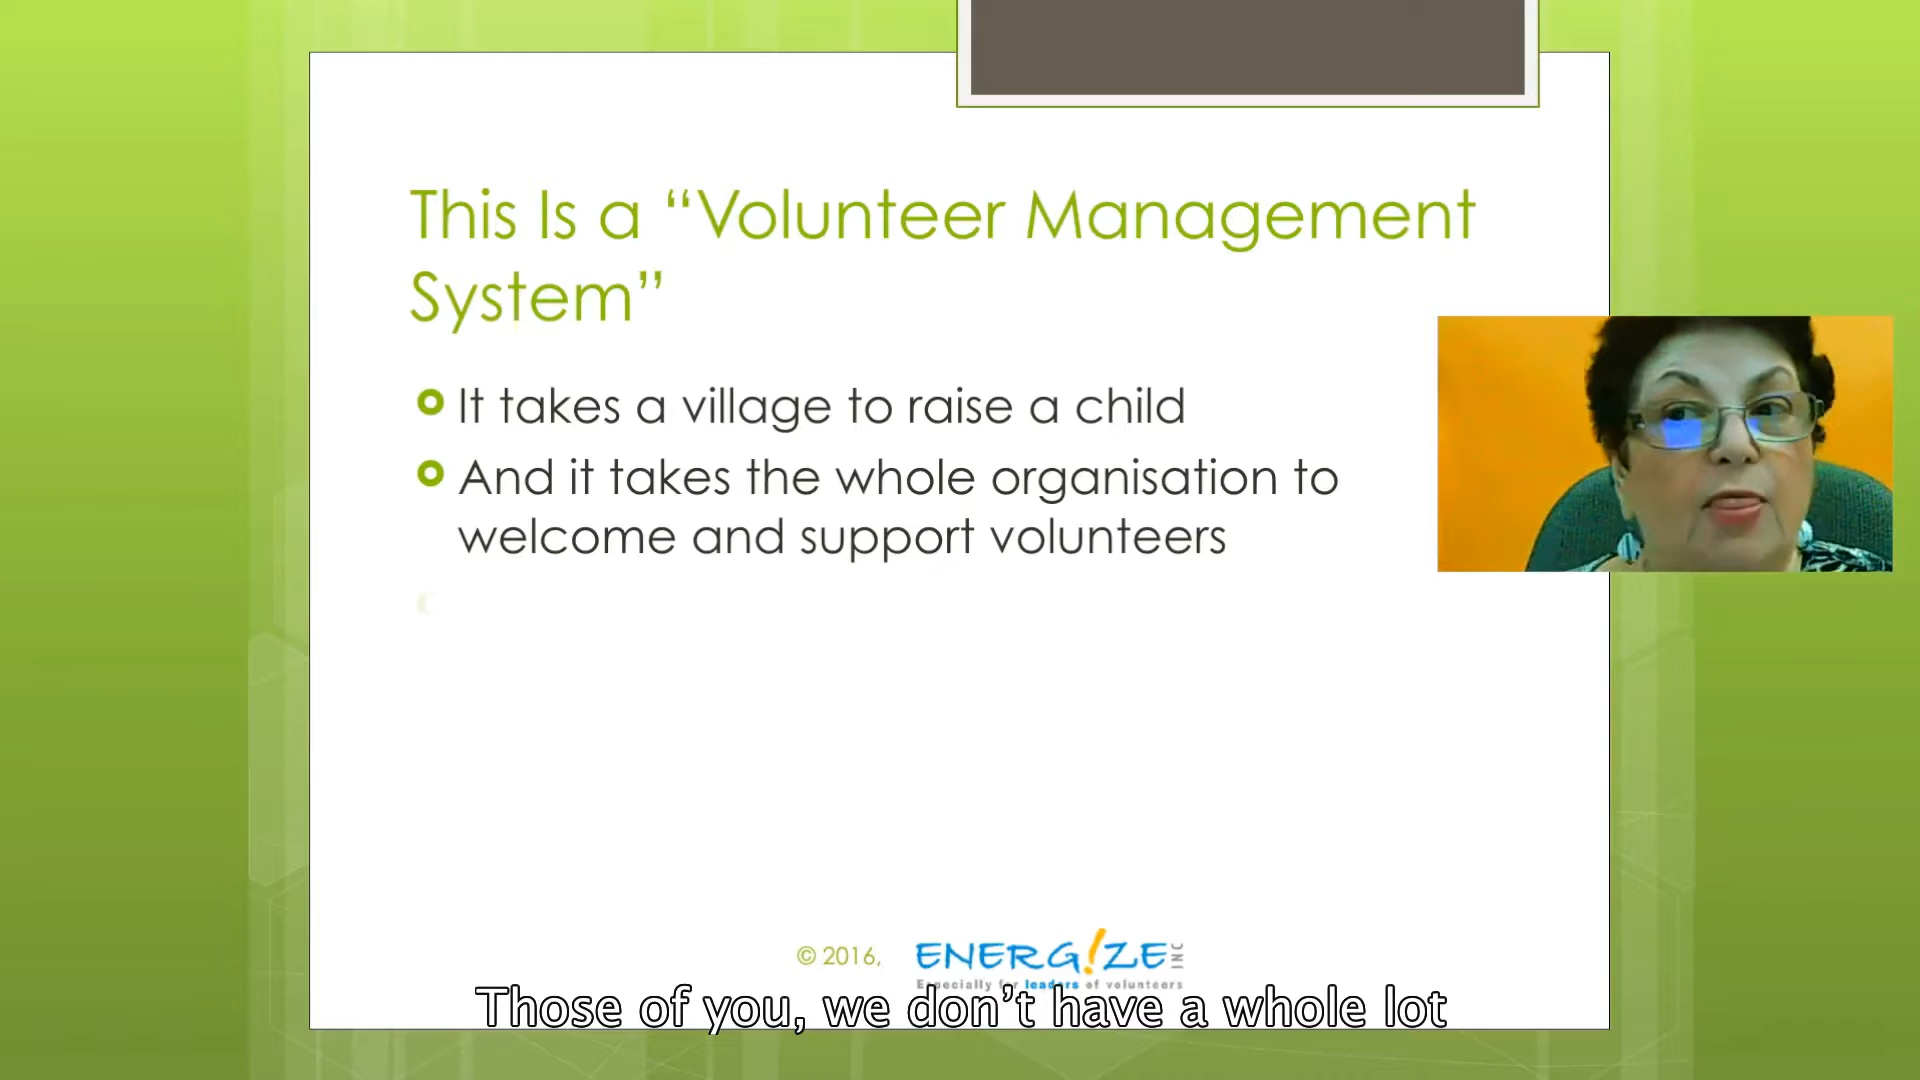 This Is a “Volunteer Management
System”
It takes a village to raise a child
And it takes the whole organisation to
welcome and support volunteers
© 2016,
ENERG!ZE INC
Especially for leaders of volunteers
Those of you, we don’t have a whole lot